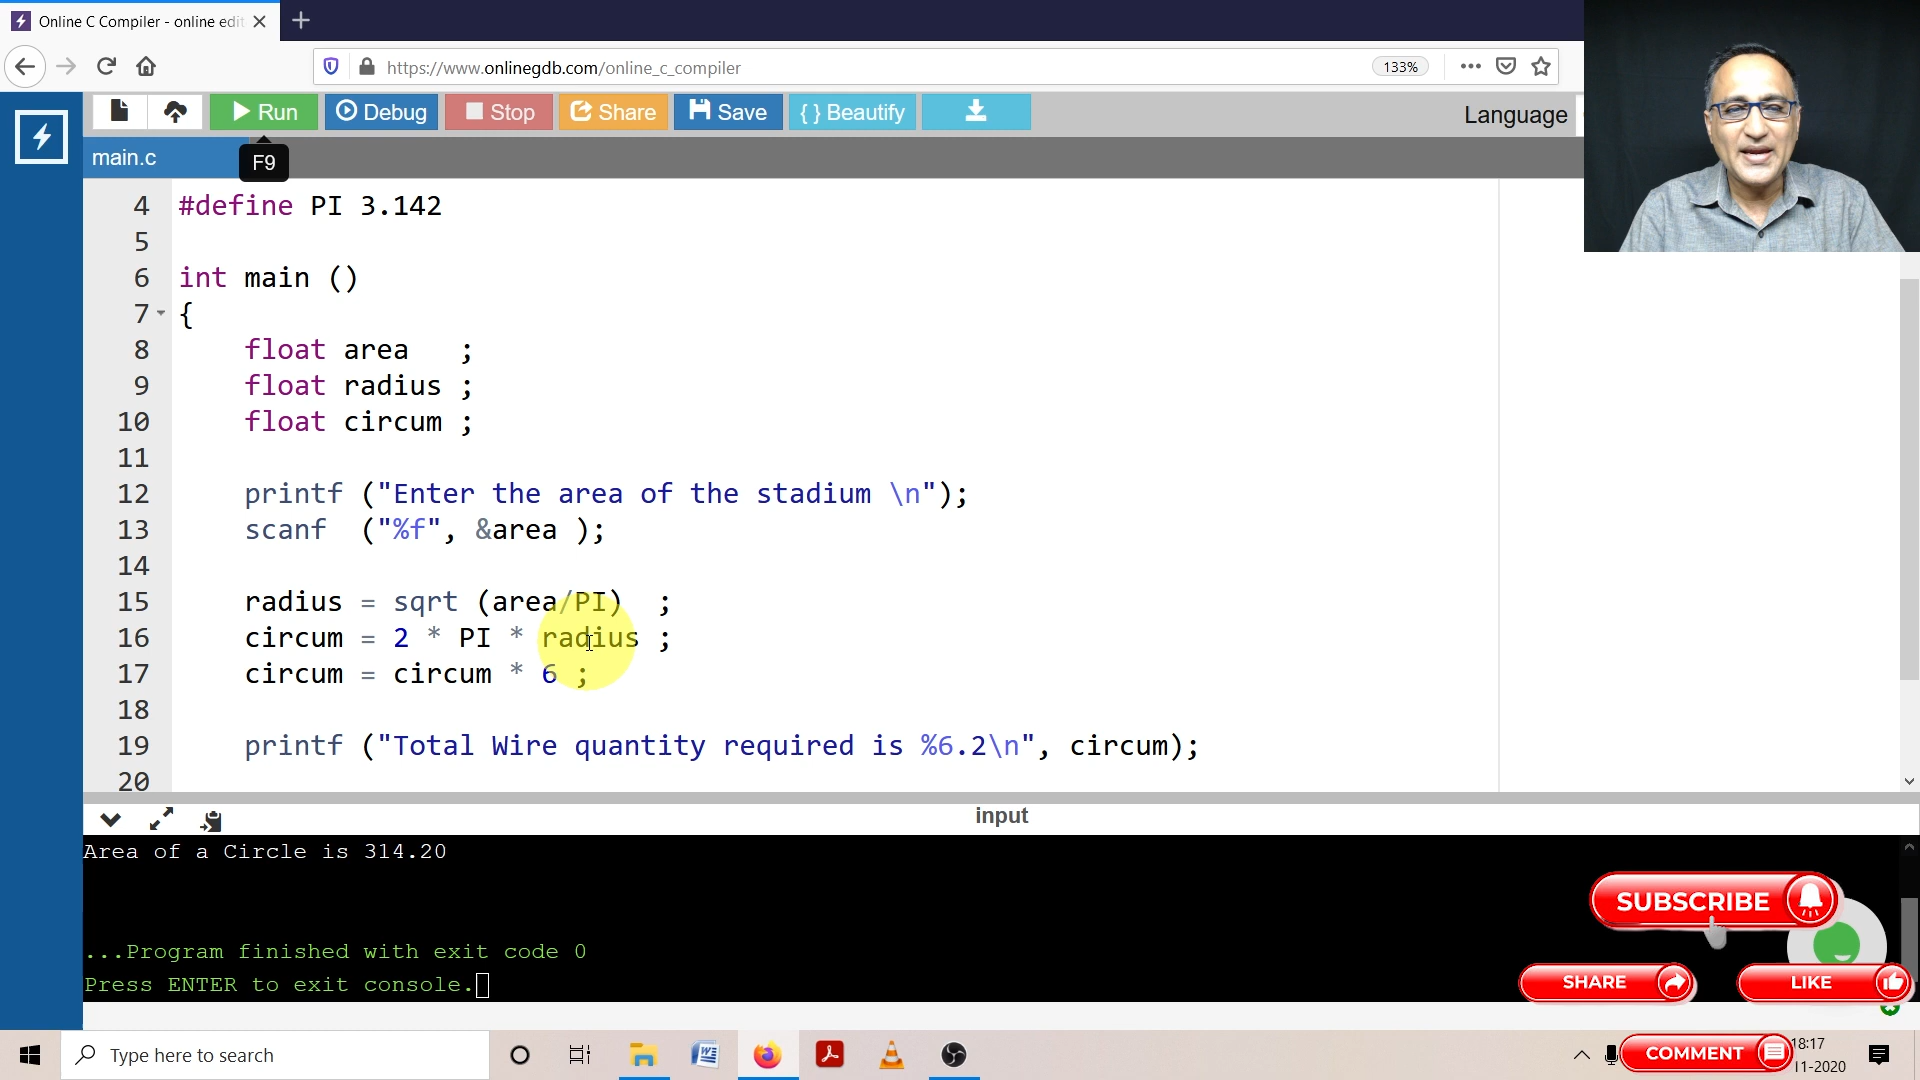 Online C Compiler - online edit
https://www.onlinegdb.com/online_c_compiler
133%
Run
Debug
Stop
Share
Save
{ } Beautify
Language
main.c
F9
4 #define PI 3.142
5
6 int main ()
7 {
8 float area ;
9 float radius ;
10 float circum ;
11
12 printf ("Enter the area of the stadium \n");
13 scanf ("%f", &area );
14
15 radius = sqrt (area/PI) ;
16 circum = 2 * PI * radius ;
17 circum = circum * 6 ;
18
19 printf ("Total Wire quantity required is %6.2\n", circum);
20
input
Area of a Circle is 314.20
...Program finished with exit code 0
Press ENTER to exit console.
SUBSCRIBE
SHARE
LIKE
Type here to search
COMMENT
18:17
11-2020